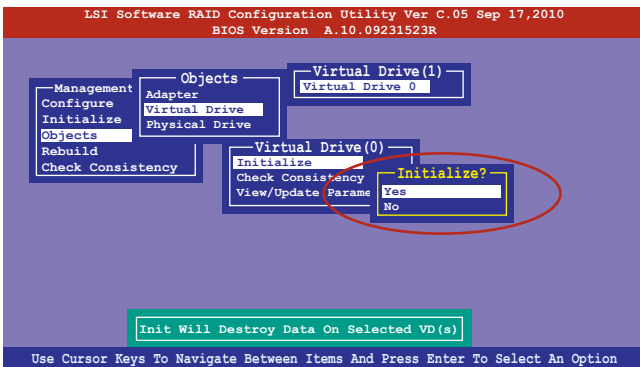 LSI Software RAID Configuration Utility Ver C.05 Sep 17,2010
BIOS Version A.10.09231523R
Management
Configure
Initialize
Objects
Rebuild
Check Consistency
Objects
Adapter
Virtual Drive
Physical Drive
Virtual Drive(1)
Virtual Drive 0
Virtual Drive(0)
Initialize
Check Consistency
View/Update Parame
Initialize?
Yes
No
Init Will Destroy Data On Selected VD(s)
Use Cursor Keys To Navigate Between Items And Press Enter To Select An Option